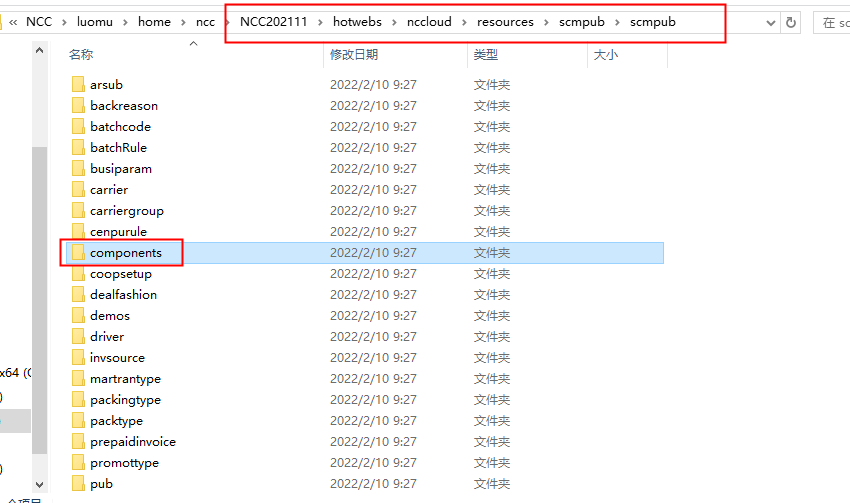 « NCC > luomu > home > ncc > NCC202111 > hotwebs > nccloud > resources > scmpub > scmpub 在 sc
名称 修改日期 类型 大小
arsub 2022/2/10 9:27 文件夹
backreason 2022/2/10 9:27 文件夹
batchcode 2022/2/10 9:27 文件夹
batchRule 2022/2/10 9:27 文件夹
busiparam 2022/2/10 9:27 文件夹
carrier 2022/2/10 9:27 文件夹
carriergroup 2022/2/10 9:27 文件夹
cenpurule 2022/2/10 9:27 文件夹
components 2022/2/10 9:27 文件夹
coopsetup 2022/2/10 9:27 文件夹
dealfashion 2022/2/10 9:27 文件夹
demos 2022/2/10 9:27 文件夹
driver 2022/2/10 9:27 文件夹
invsource 2022/2/10 9:27 文件夹
x64 (C martrantype 2022/2/10 9:27 文件夹
) packingtype 2022/2/10 9:27 文件夹
packtype 2022/2/10 9:27 文件夹
prepaidinvoice 2022/2/10 9:27 文件夹
) promottype 2022/2/10 9:27 文件夹
pub 2022/2/10 9:27 文件夹